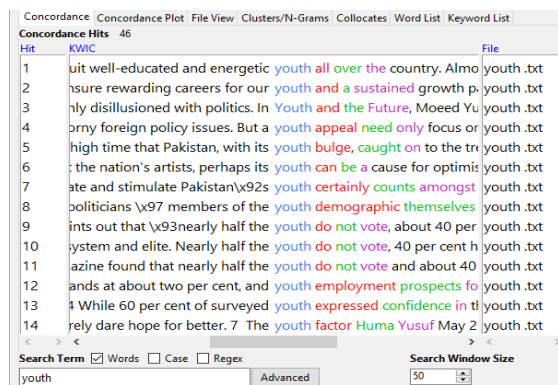 Concordance Concordance Plot File View Clusters/N-Grams Collocates Word List Keyword List
Concordance Hits 46
Hit KWIC File
1 uit well-educated and energetic youth all over the country. Almo youth .txt
2 nsure rewarding careers for our youth and a sustained growth pa youth .txt
3 nly disillusioned with politics. In Youth and the Future, Moeed Yu youth .txt
4 orny foreign policy issues. But a youth appeal need only focus or youth .txt
5 high time that Pakistan, with its youth bulge, caught on to the tre youth .txt
6 t the nation's artists, perhaps its youth can be a cause for optimis youth .txt
7 ate and stimulate Pakistan\x92s youth certainly counts amongst youth .txt
8 politicians \x97 members of the youth demographic themselves youth .txt
9 ints out that \x93nearly half the youth do not vote, about 40 per youth .txt
10 system and elite. Nearly half the youth do not vote, 40 per cent h youth .txt
11 azine found that nearly half the youth do not vote and about 40 youth .txt
12 ands at about two per cent, and youth employment prospects fo youth .txt
13 4 While 60 per cent of surveyed youth expressed confidence in th youth .txt
14 rely dare hope for better. 7 The youth factor Huma Yusuf May 2 youth .txt
Search Term Words Case Regex Search Window Size
youth Advanced 50